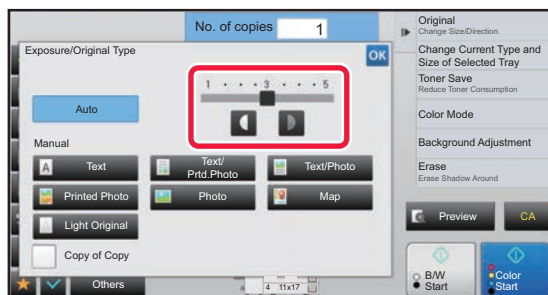 No. of copies 1
Exposure/Original Type
OK
1 • • 3 • • 5
Auto
Manual
A Text
Text/
Prtd.Photo
Text/Photo
Printed Photo
Photo
Map
Light Original
Copy of Copy
Others
4 11x17
Original
Change Size/Direction.
Change Current Type and
Size of Selected Tray
Toner Save
Reduce Toner Consumption
Color Mode
Background Adjustment
Erase
Erase Shadow Around
Preview
CA
B/W
Start
Color
Start